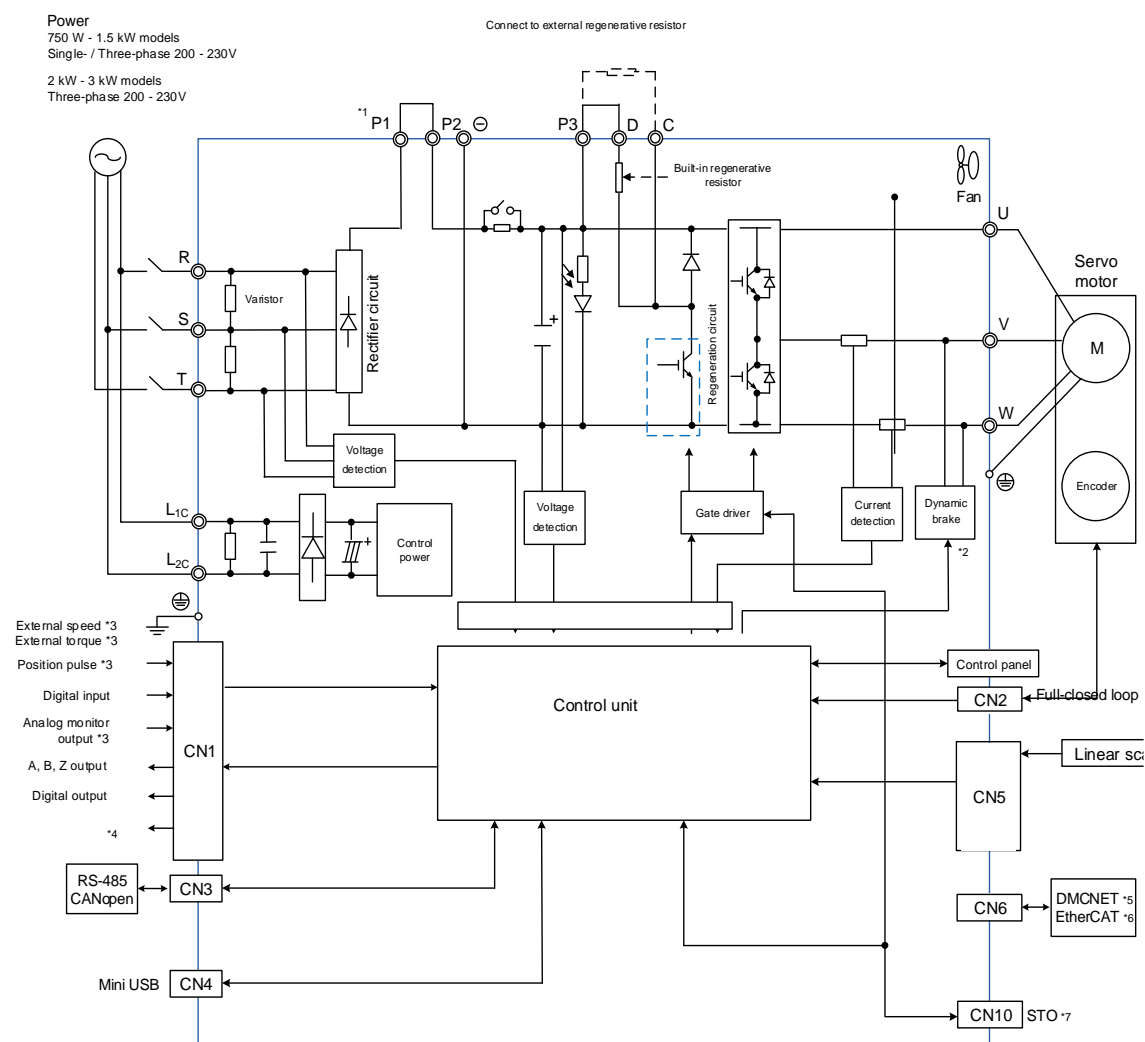 Power
750 W - 1.5 kW models
Single- / Three-phase 200 - 230V
2 kW - 3 kW models
Three-phase 200 - 230V
Connect to external regenerative resistor
*1
P1
P2
⊖
P3
D
C
Built-in regenerative
resistor
Fan
U
R
Varistor
S
T
Rectifier circuit
Regeneration circuit
V
W
Servo
motor
M
Encoder
Voltage
detection
Voltage
detection
Gate driver
Current
detection
Dynamic
brake
*2
L1C
L2C
+
+
Control
power
External speed *3
External torque *3
Position pulse *3
Digital input
Analog monitor
output *3
A, B, Z output
Digital output
*4
CN1
Control unit
Control panel
CN2
Full-closed loop
CN5
Linear sca
RS-485
CANopen
CN3
CN6
DMCNET *5
EtherCAT *6
Mini USB
CN4
CN10
STO *7